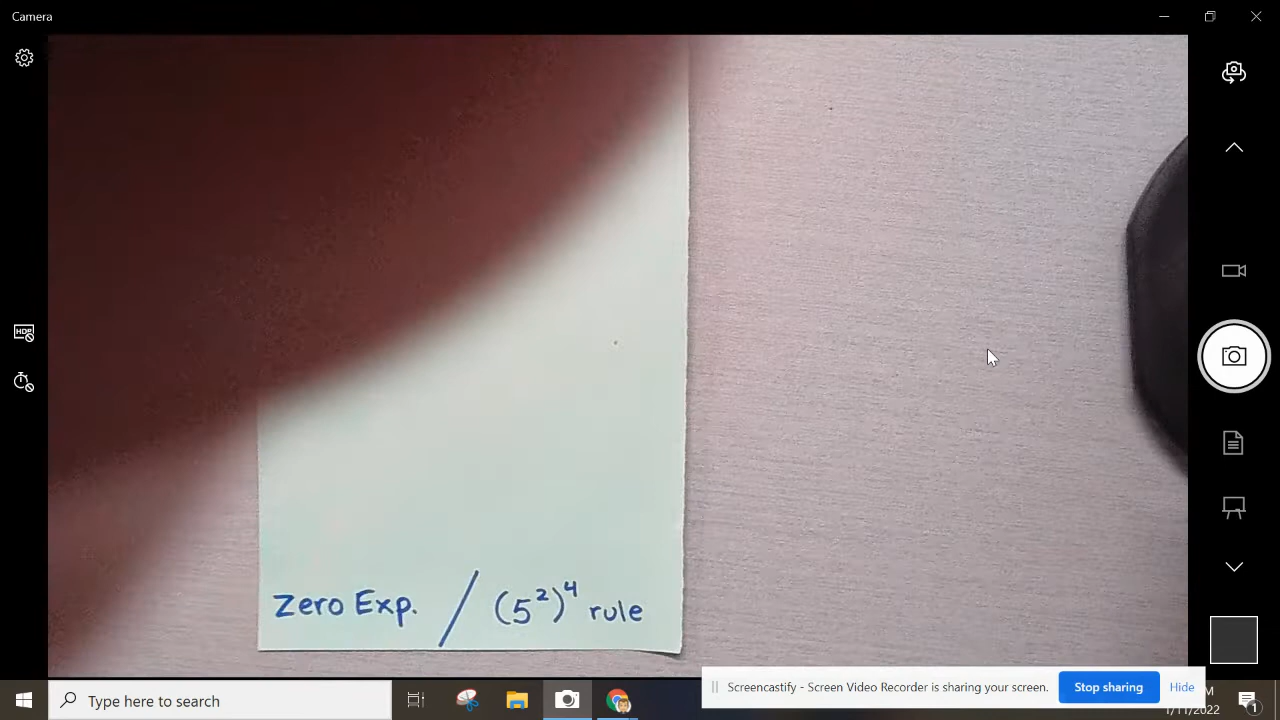 Camera
Zero Exp. / (5²)⁴ rule
Screencastify - Screen Video Recorder is sharing your screen.
Stop sharing
Hide
Type here to search
1/11/2022
1